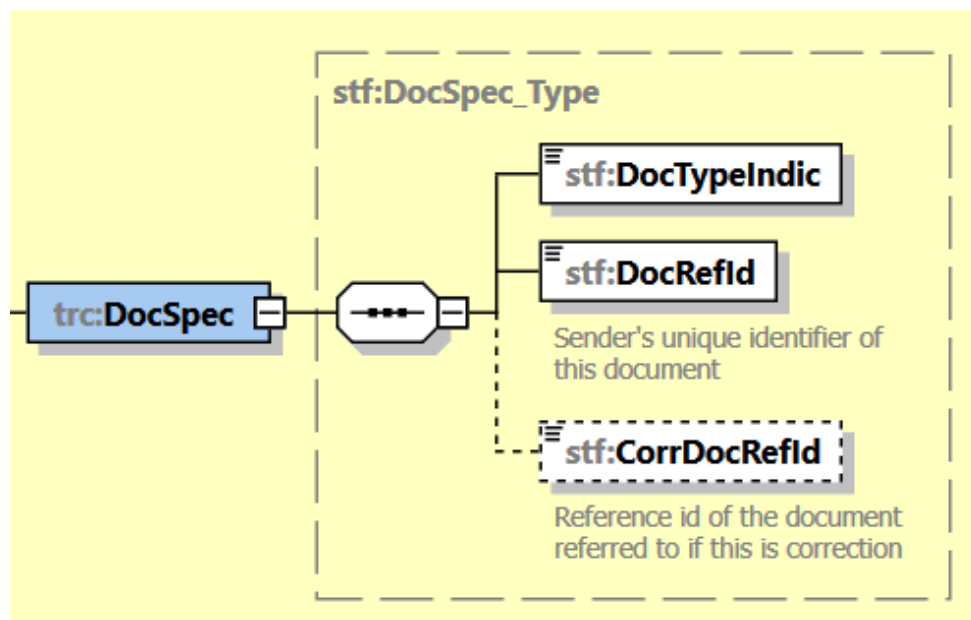 stf:DocSpec_Type
stf:DocTypeIndic
stf:DocRefId
trc:DocSpec
Sender's unique identifier of
this document
stf:CorrDocRefId
Reference id of the document
referred to if this is correction